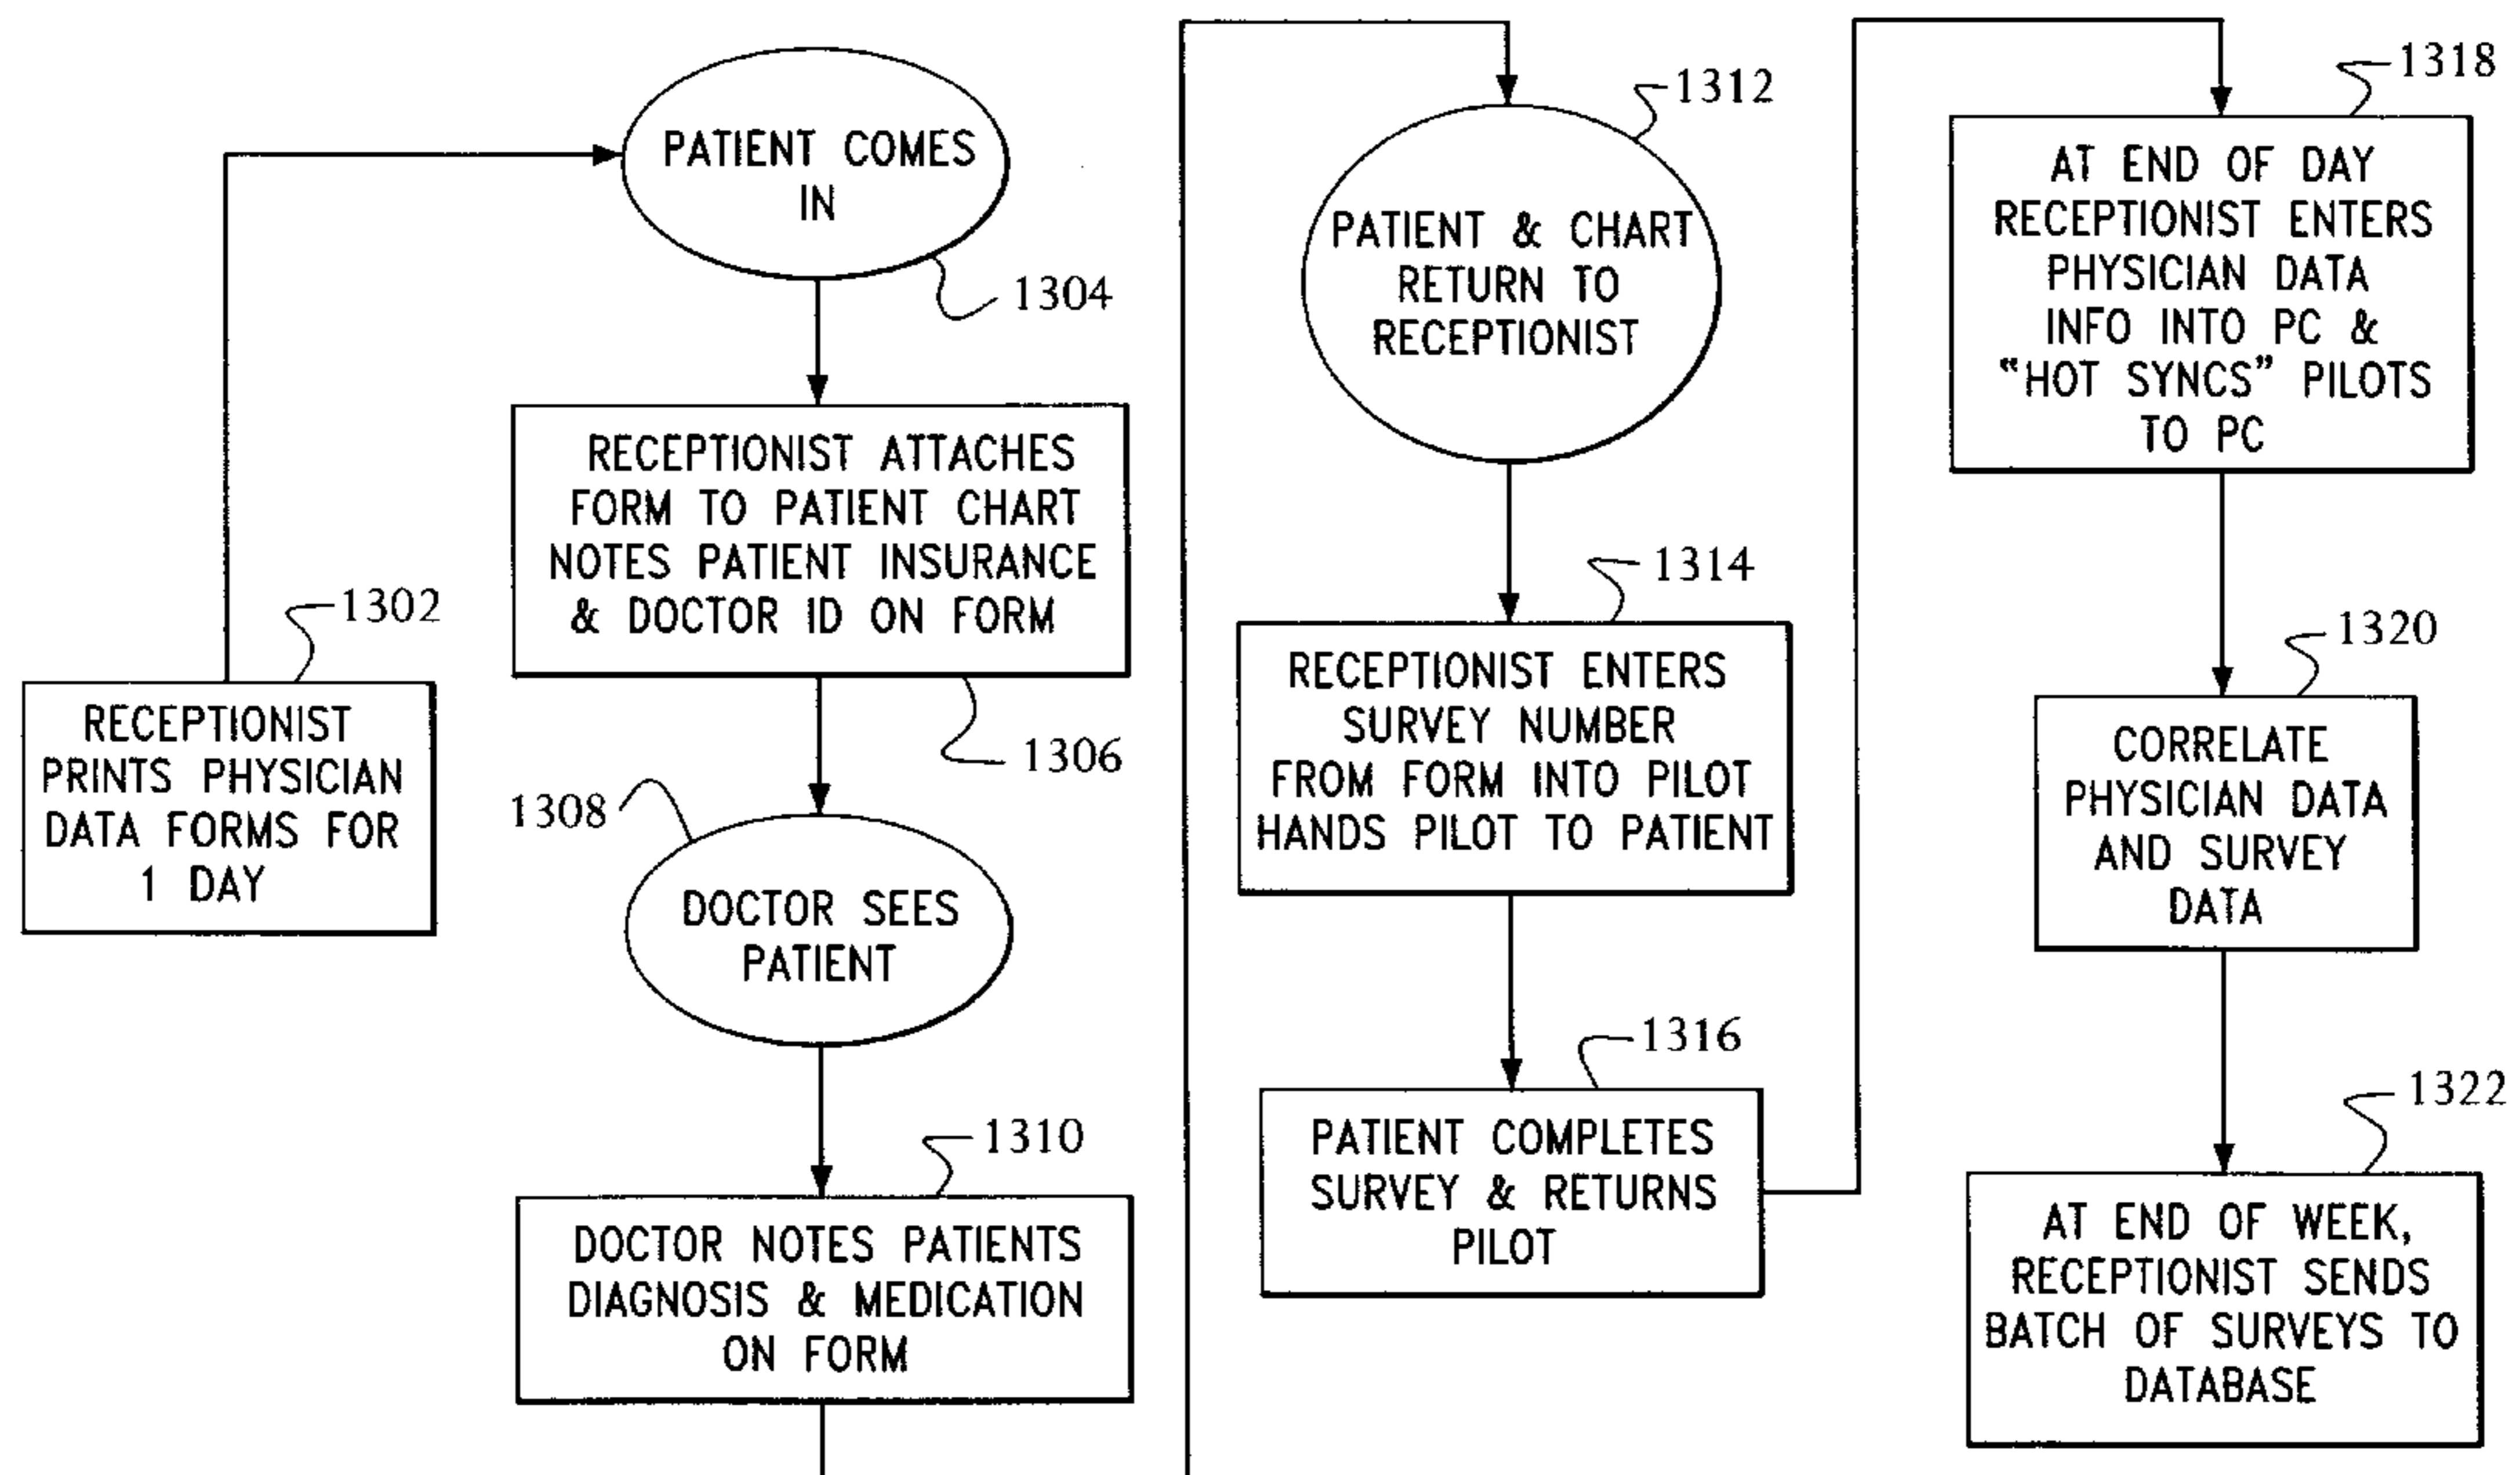 1302
RECEPTIONIST
PRINTS PHYSICIAN
DATA FORMS FOR
1 DAY
PATIENT COMES
IN
1304
RECEPTIONIST ATTACHES
FORM TO PATIENT CHART
NOTES PATIENT INSURANCE
& DOCTOR ID ON FORM
1306
1308
DOCTOR SEES
PATIENT
1310
DOCTOR NOTES PATIENTS
DIAGNOSIS & MEDICATION
ON FORM
1312
PATIENT & CHART
RETURN TO
RECEPTIONIST
1314
RECEPTIONIST ENTERS
SURVEY NUMBER
FROM FORM INTO PILOT
HANDS PILOT TO PATIENT
1316
PATIENT COMPLETES
SURVEY & RETURNS
PILOT
1318
AT END OF DAY
RECEPTIONIST ENTERS
PHYSICIAN DATA
INFO INTO PC &
“HOT SYNCS” PILOTS
TO PC
1320
CORRELATE
PHYSICIAN DATA
AND SURVEY
DATA
1322
AT END OF WEEK,
RECEPTIONIST SENDS
BATCH OF SURVEYS TO
DATABASE